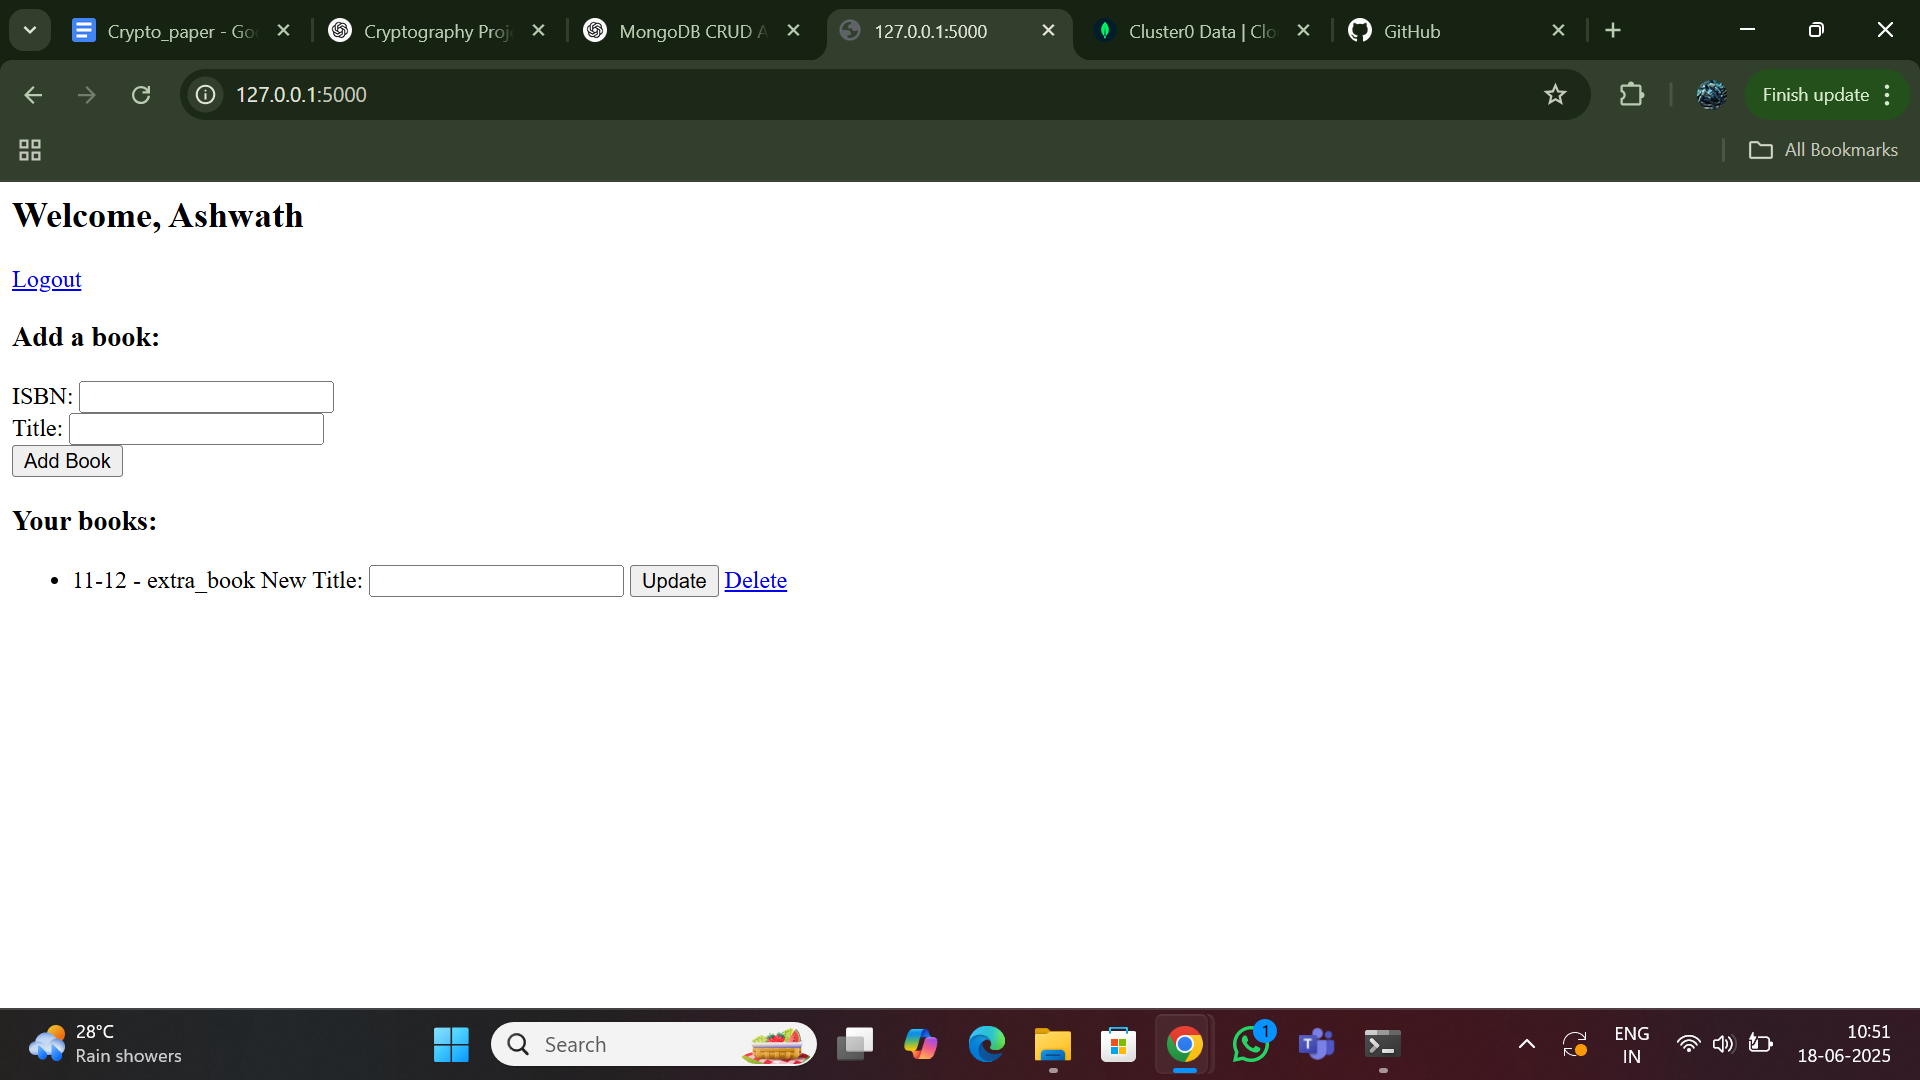 Crypto_paper - Go
Cryptography Proj
MongoDB CRUD A
127.0.0.1:5000
Cluster0 Data | Clo
GitHub
127.0.0.1:5000
Finish update
All Bookmarks
Welcome, Ashwath
Logout
Add a book:
ISBN:
Title:
Add Book
Your books:
• 11-12 - extra_book New Title: Update Delete
28°C
Rain showers
Search
1
ENG
IN
10:51
18-06-2025